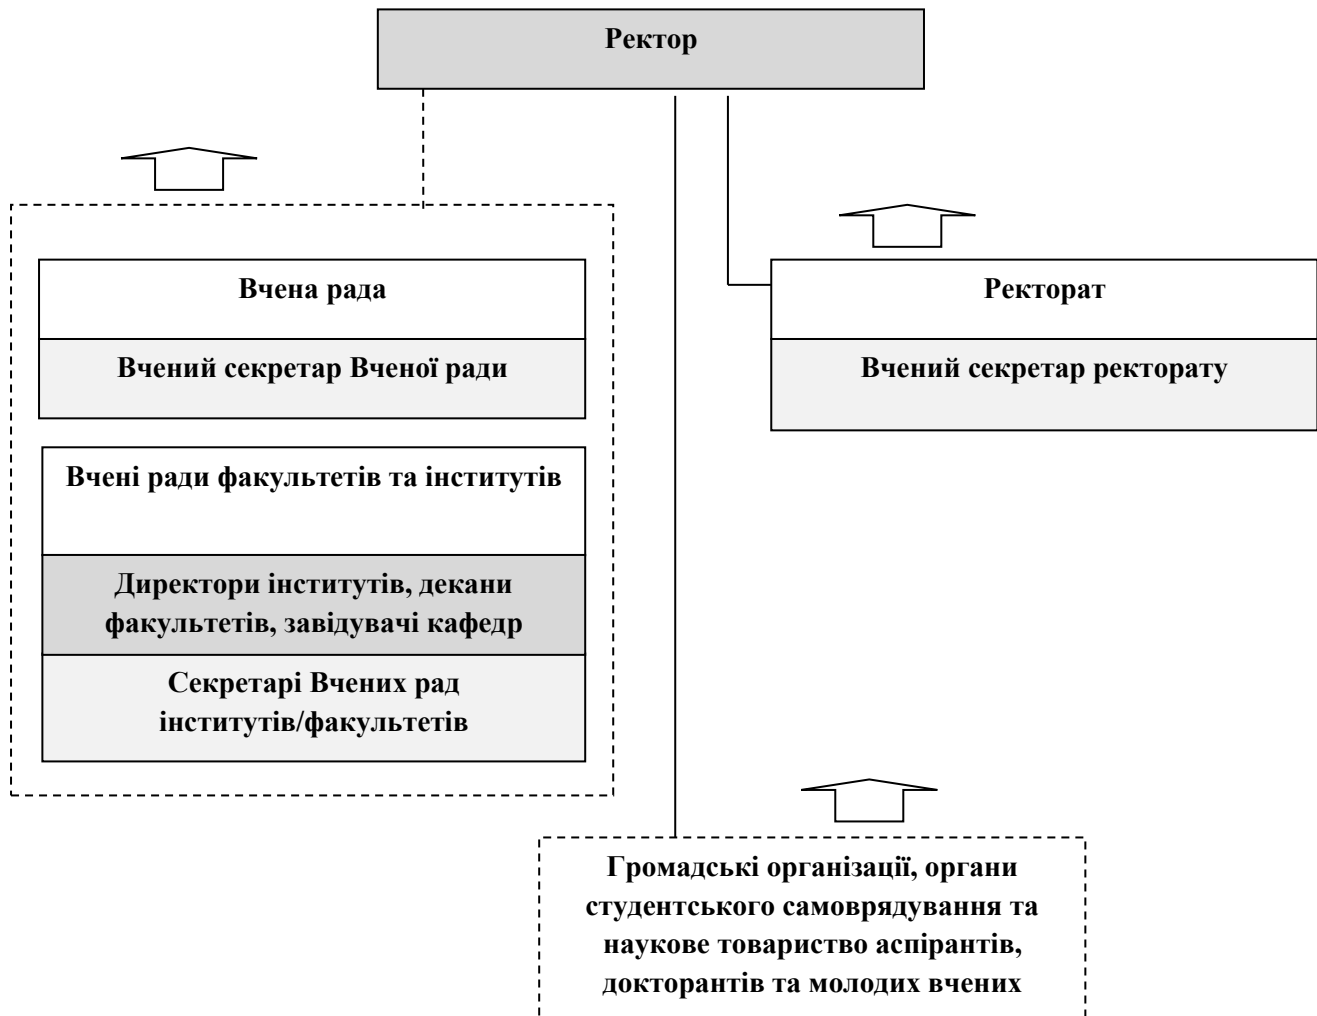 Ректор
Вчена рада
Вчений секретар Вченої ради
Вчені ради факультетів та інститутів
Директори інститутів, декани
факультетів, завідувачі кафедр
Секретарі Вчених рад
інститутів/факультетів
Ректорат
Вчений секретар ректорату
Громадські організації, органи
студентського самоврядування та
наукове товариство аспірантів,
докторантів та молодих вчених